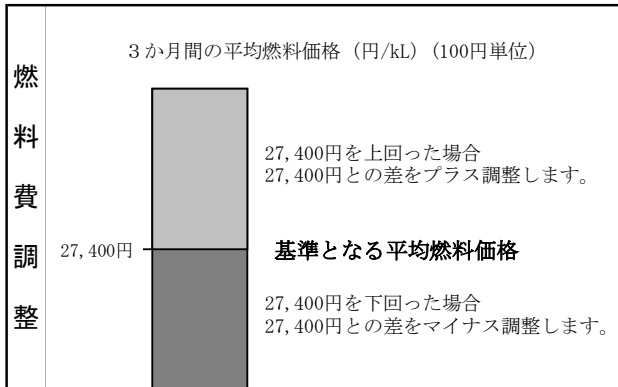 燃料費調整
3か月間の平均燃料価格（円/kL）(100円単位）
27,400円を上回った場合
27,400円との差をプラス調整します。
27,400円
基準となる平均燃料価格
27,400円を下回った場合
27,400円との差をマイナス調整します。